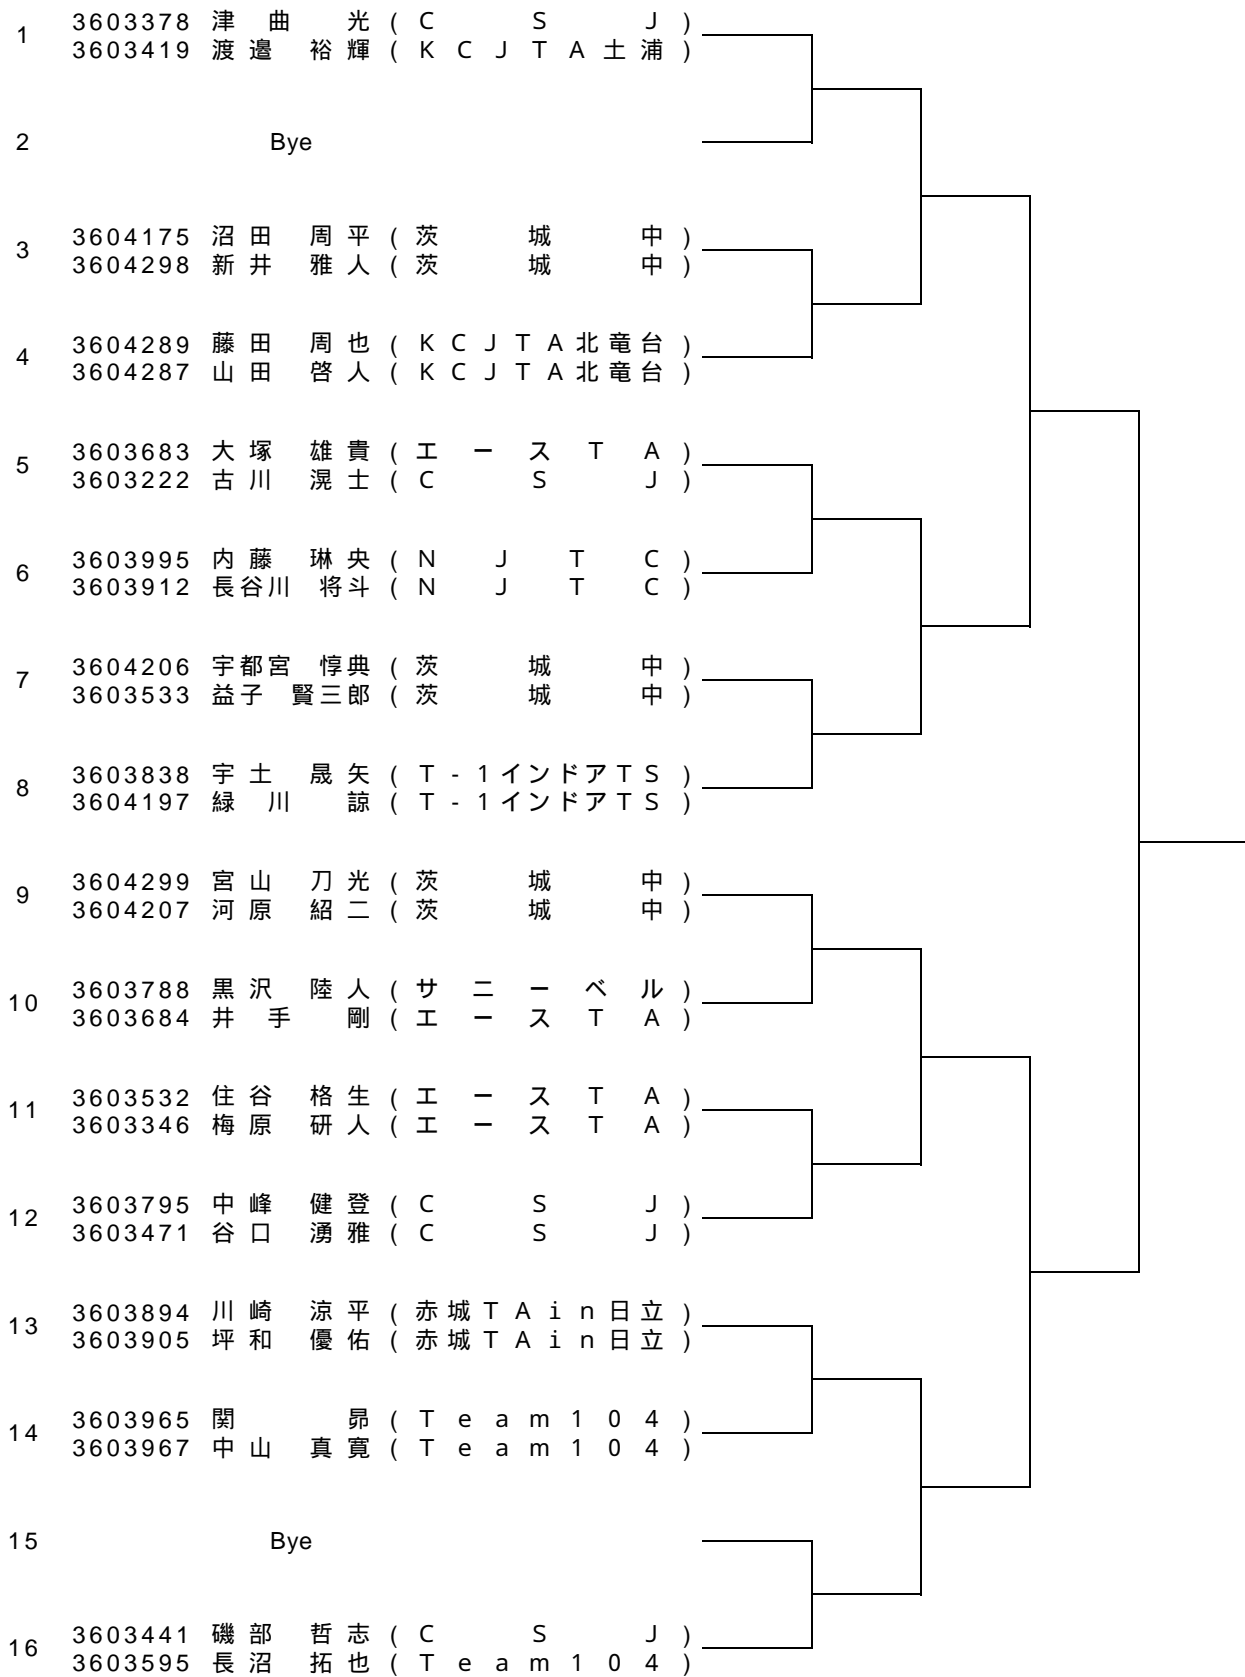 1 3603378 津曲 光 (CSJ)
3603419 渡邉 裕輝 (KCJTA土浦)
2 Bye
3 3604175 沼田 周平 (茨城中)
3604298 新井 雅人 (茨城中)
4 3604289 藤田 周也 (KCJTA北竜台)
3604287 山田 啓人 (KCJTA北竜台)
5 3603683 大塚 雄貴 (エースTA)
3603222 古川 滉士 (CSJ)
6 3603995 内藤 琳央 (NJTC)
3603912 長谷川 将斗 (NJTC)
7 3604206 宇都宮 惇典 (茨城中)
3603533 益子 賢三郎 (茨城中)
8 3603838 宇土 晟矢 (T-1インドアTS)
3604197 緑川 諒 (T-1インドアTS)
9 3604299 宮山 刀光 (茨城中)
3604207 河原 紹二 (茨城中)
10 3603788 黒沢 陸人 (サニーベル)
3603684 井手 剛 (エースTA)
11 3603532 住谷 格生 (エースTA)
3603346 梅原 研人 (エースTA)
12 3603795 中峰 健登 (CSJ)
3603471 谷口 湧雅 (CSJ)
13 3603894 川崎 涼平 (赤城TAin日立)
3603905 坪和 優佑 (赤城TAin日立)
14 3603965 関 昴 (Team104)
3603967 中山 真寛 (Team104)
15 Bye
16 3603441 磯部 哲志 (CSJ)
3603595 長沼 拓也 (Team104)